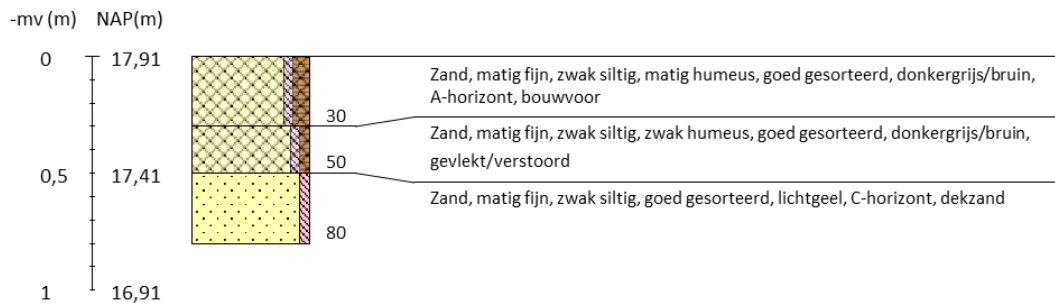 -mv (m) NAP(m)
0 17,91
Zand, matig fijn, zwak siltig, matig humeus, goed gesorteerd, donkergrijs/bruin,
A-horizont, bouwvoor
30
Zand, matig fijn, zwak siltig, zwak humeus, goed gesorteerd, donkergrijs/bruin,
gevlekt/verstoord
50
0,5 17,41
Zand, matig fijn, zwak siltig, goed gesorteerd, lichtgeel, C-horizont, dekzand
80
1 16,91